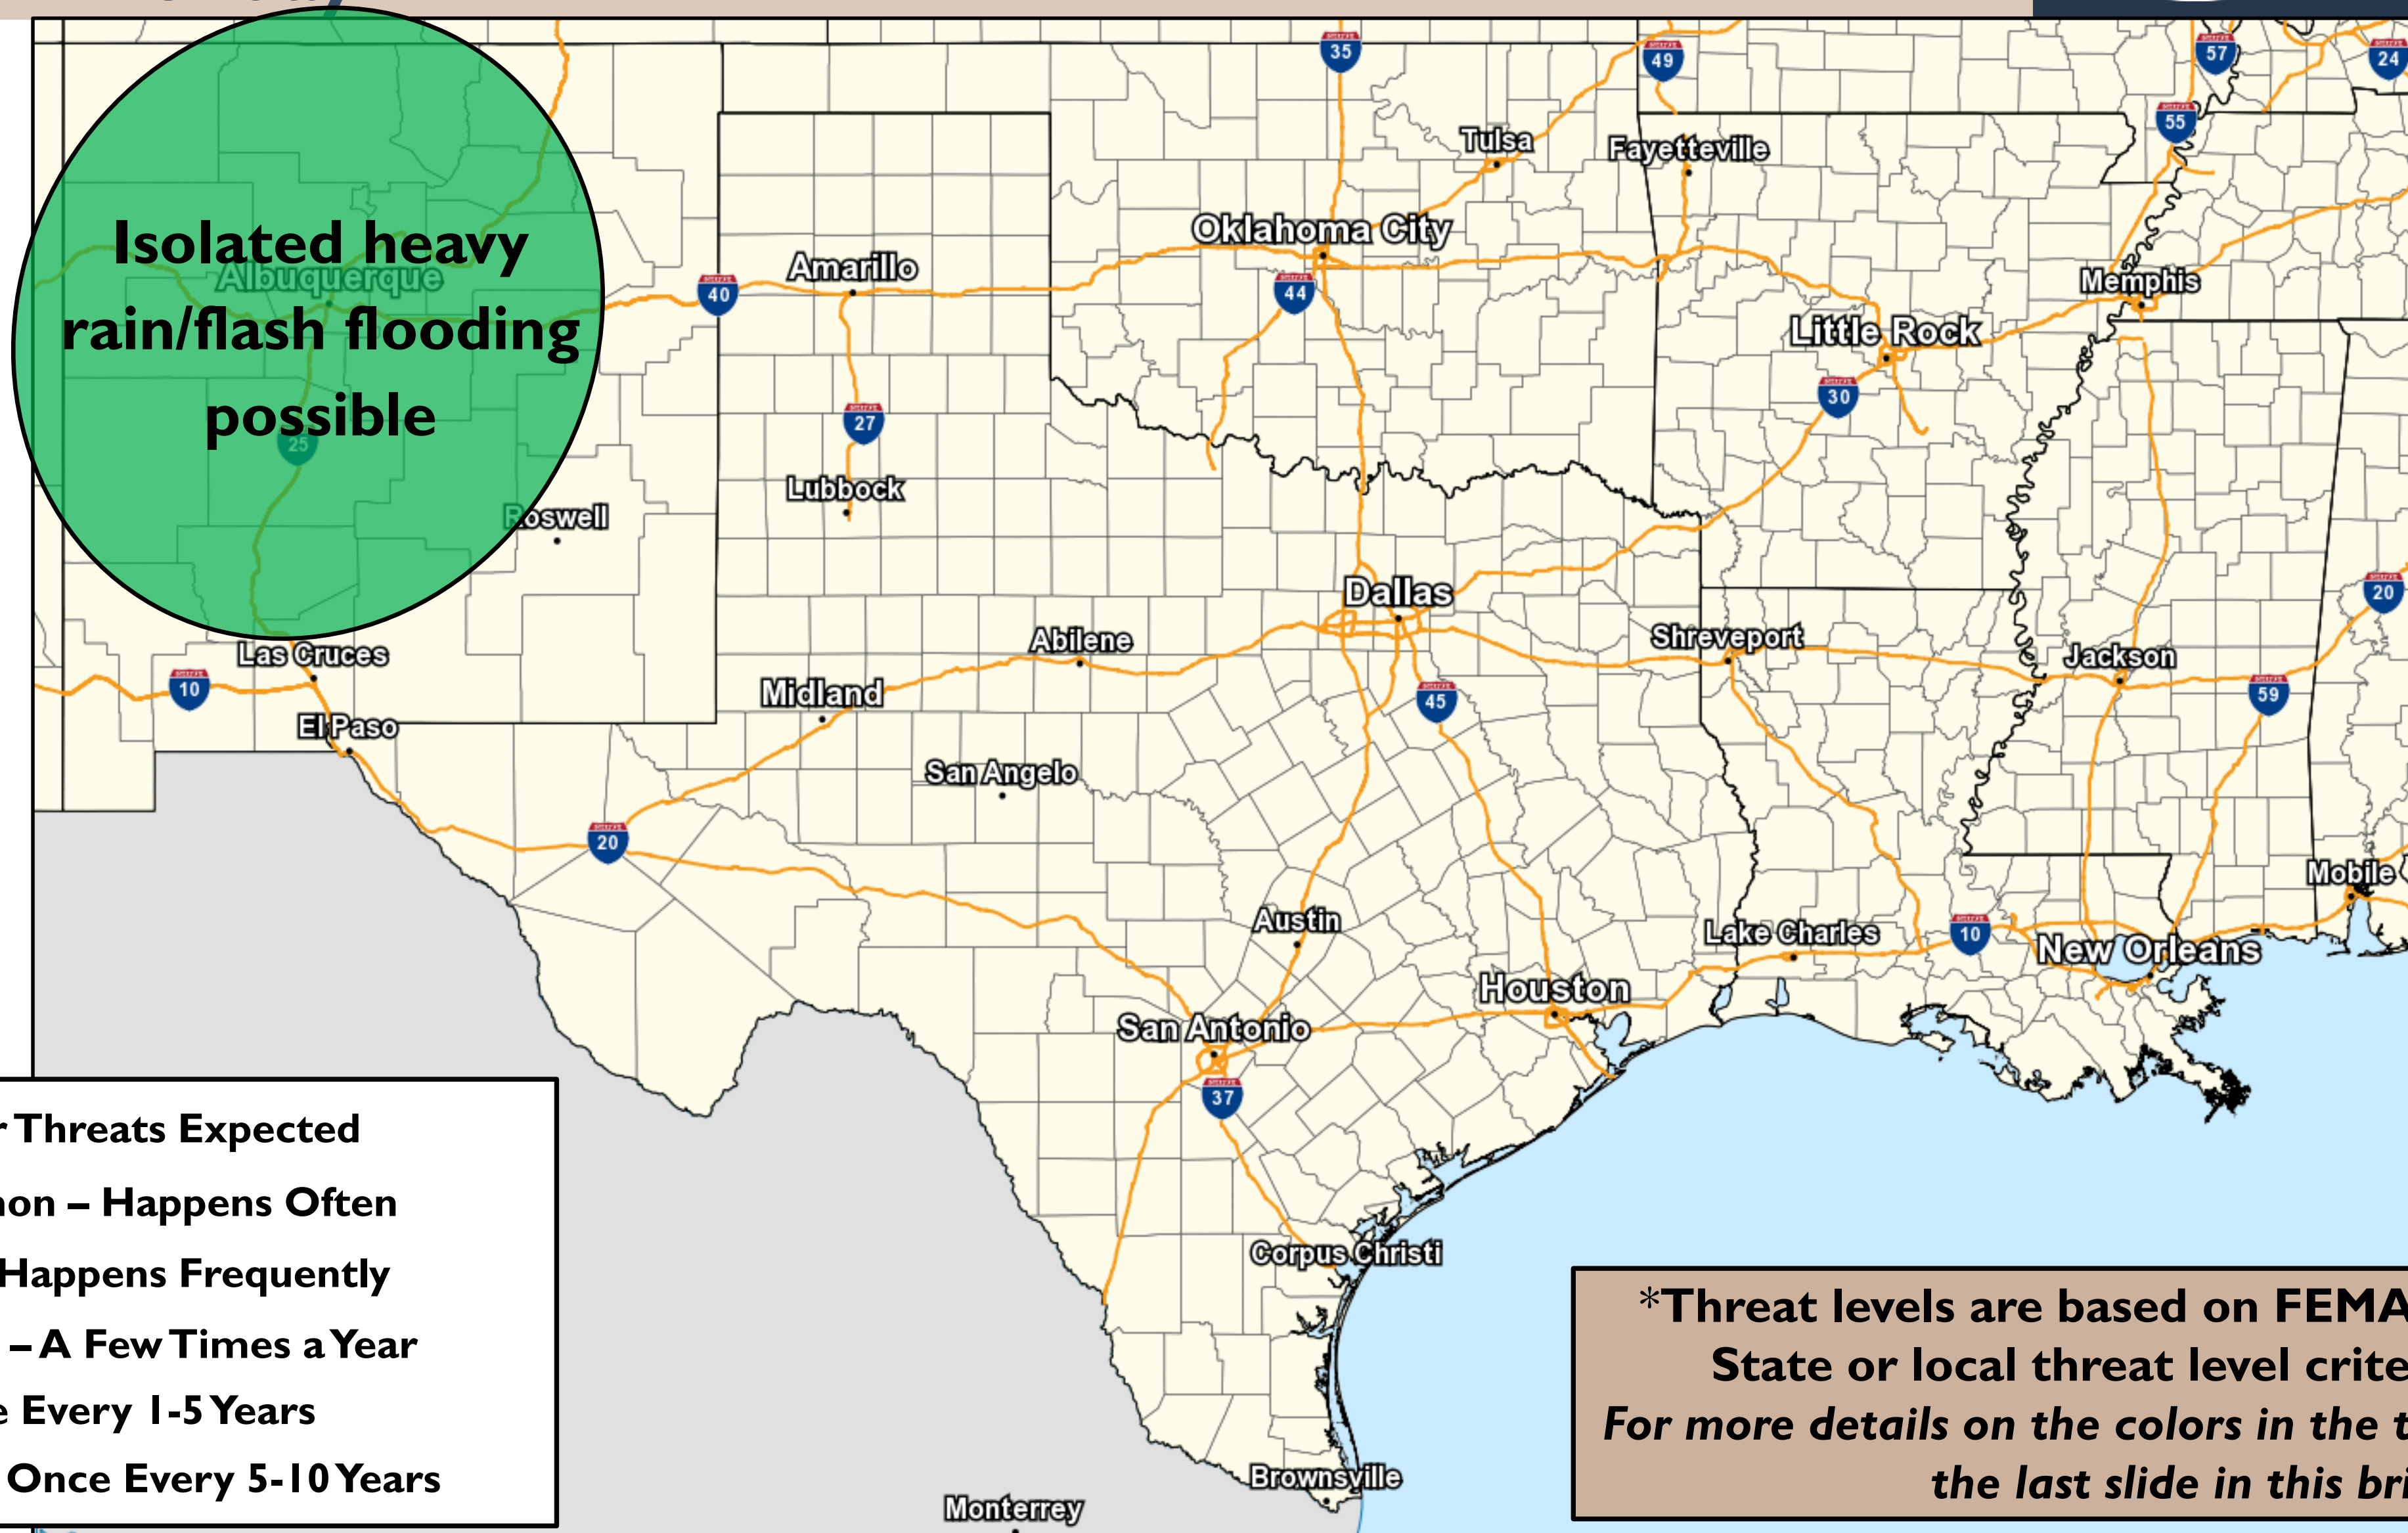 35
49
57
24
55
Tulsa
Fayetteville
Isolated heavy
rain/flash flooding
possible
Albuquerque
Oklahoma City
Amarillo
40
44
Memphis
Little Rock
30
27
25
Lubbock
Roswell
Dallas
20
Las Cruces
Abilene
Shreveport
Jackson
10
Midland
45
59
El Paso
San Angelo
20
Mobile
Austin
Lake Charles
10
New Orleans
Houston
San Antonio
37
Corpus Christi
Brownsville
Monterrey
r Threats Expected
non – Happens Often
Happens Frequently
– A Few Times a Year
e Every 1-5 Years
Once Every 5-10 Years
*Threat levels are based on FEMA
State or local threat level crite
For more details on the colors in the t
the last slide in this bri